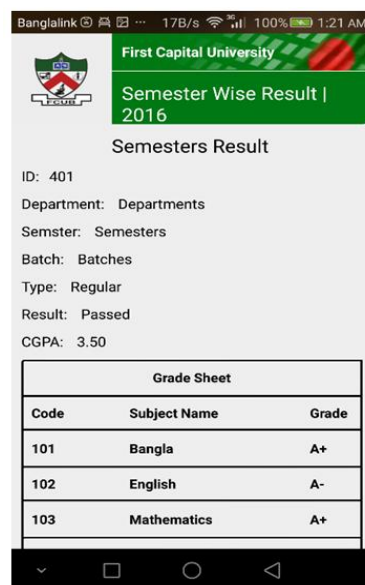 Banglalink 17B/s 3G 100% 1:21 AM
First Capital University
FCUB
Semester Wise Result |
2016
Semesters Result
ID: 401
Department: Departments
Semster: Semesters
Batch: Batches
Type: Regular
Result: Passed
CGPA: 3.50
Grade Sheet
Code Subject Name Grade
101 Bangla A+
102 English A-
103 Mathematics A+